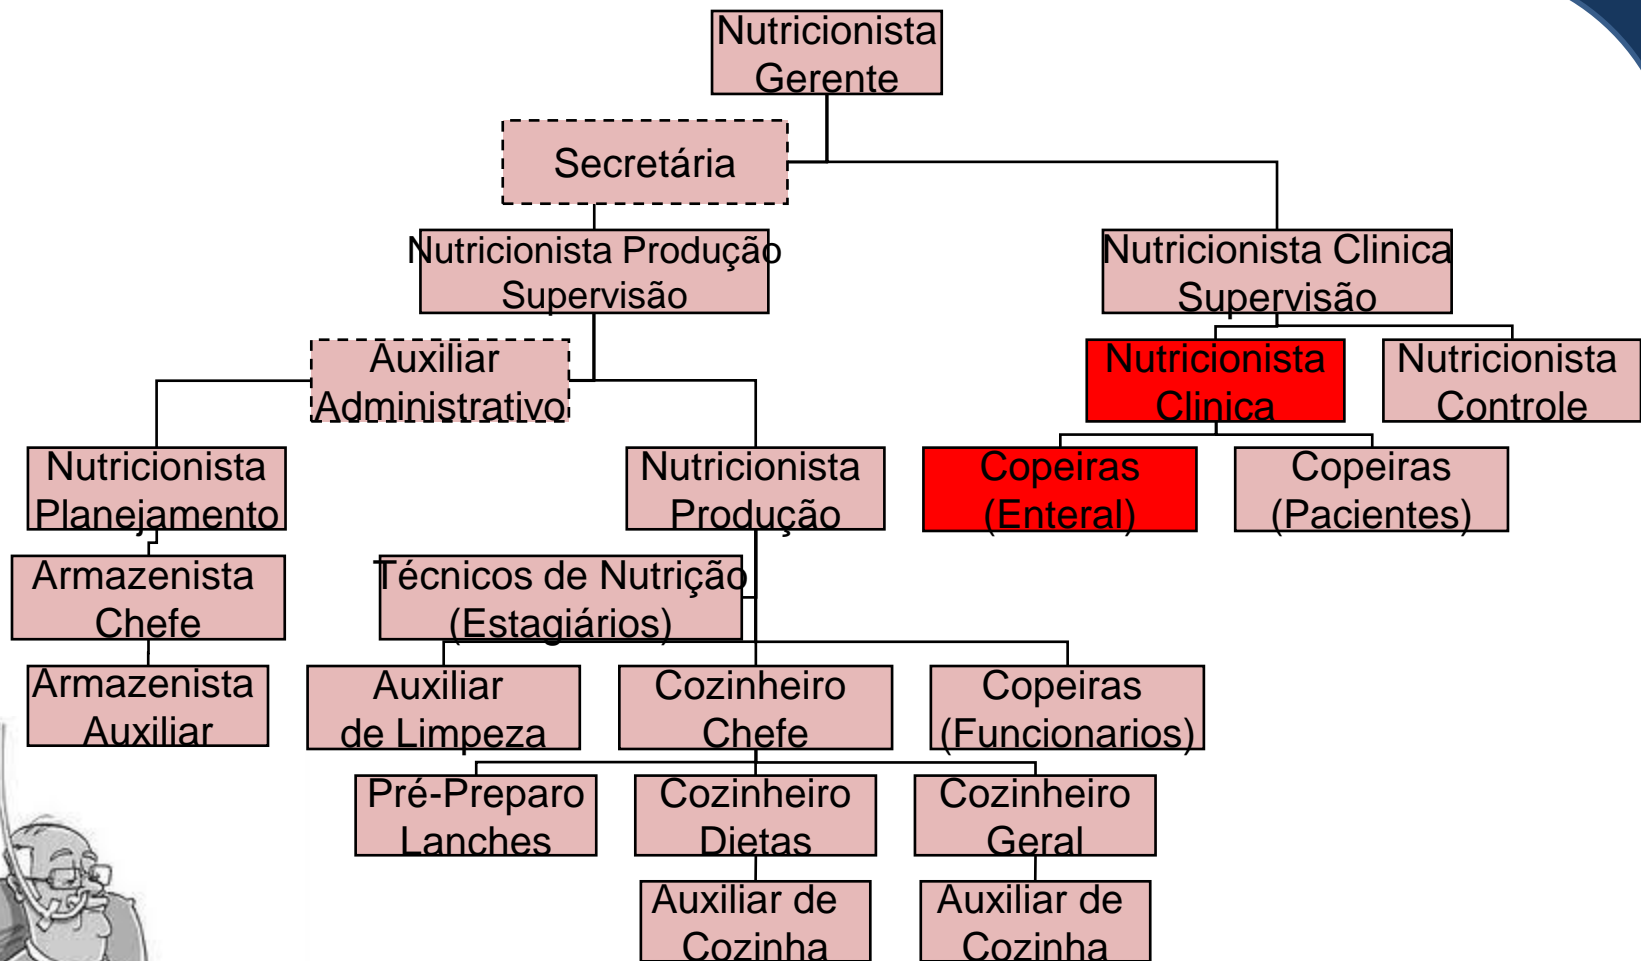 Nutricionista
Gerente
Secretária
Nutricionista Produção
Supervisão
Nutricionista Clinica
Supervisão
Auxiliar
Administrativo
Nutricionista
Clinica
Nutricionista
Controle
Nutricionista
Planejamento
Nutricionista
Produção
Copeiras
(Enteral)
Copeiras
(Pacientes)
Armazenista
Chefe
Técnicos de Nutrição
(Estagiários)
Armazenista
Auxiliar
Auxiliar
de Limpeza
Cozinheiro
Chefe
Copeiras
(Funcionarios)
Pré-Preparo
Lanches
Cozinheiro
Dietas
Cozinheiro
Geral
Auxiliar de
Cozinha
Auxiliar de
Cozinha